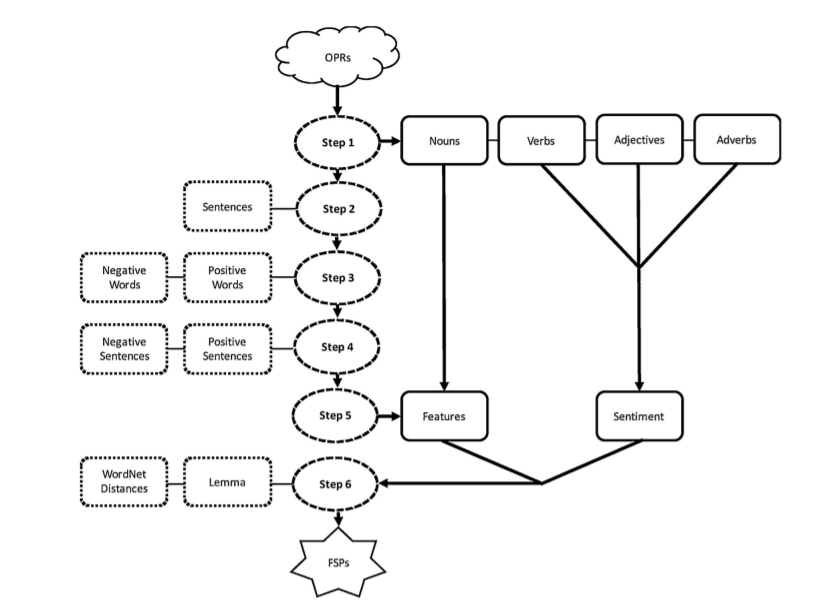 OPRs
Step 1
Nouns
Verbs
Adjectives
Adverbs
Sentences
Step 2
Negative
Words
Positive
Words
Step 3
Negative
Sentences
Positive
Sentences
Step 4
Step 5
Features
Sentiment
WordNet
Distances
Lemma
Step 6
FSPs